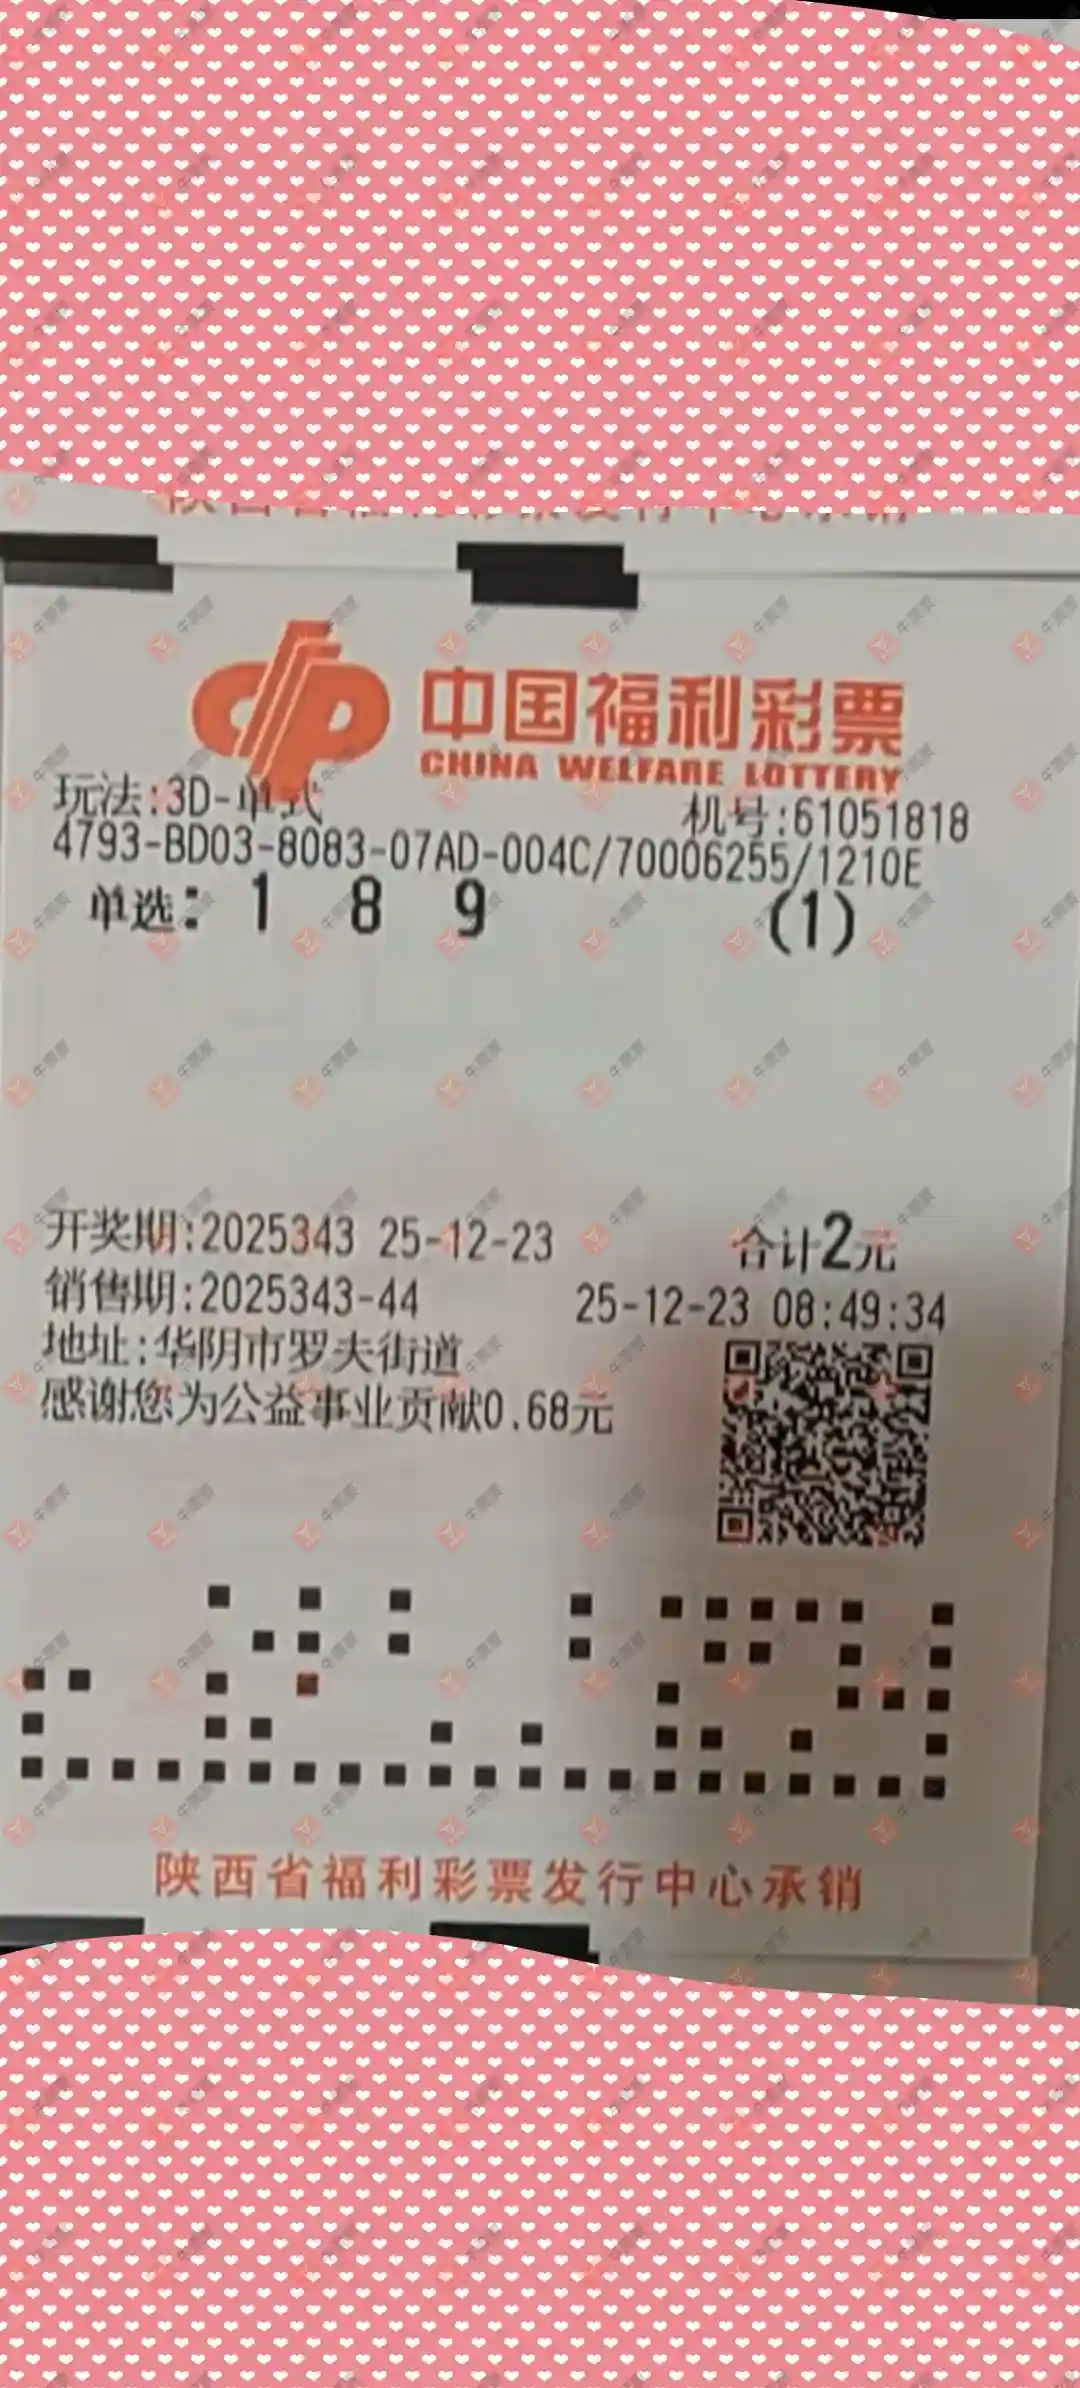 中国福利彩票
CHINA WELFARE LOTTERY
玩法:3D-单式
机号:61051818
4793-BD03-8083-07AD-004C/70006255/1210E
单选: 1 8 9 (1)
开奖期:2025343 25-12-23 合计2元
销售期:2025343-44 25-12-23 08:49:34
地址:华阴市罗夫街道
感谢您为公益事业贡献0.68元
陕西省福利彩票发行中心承销